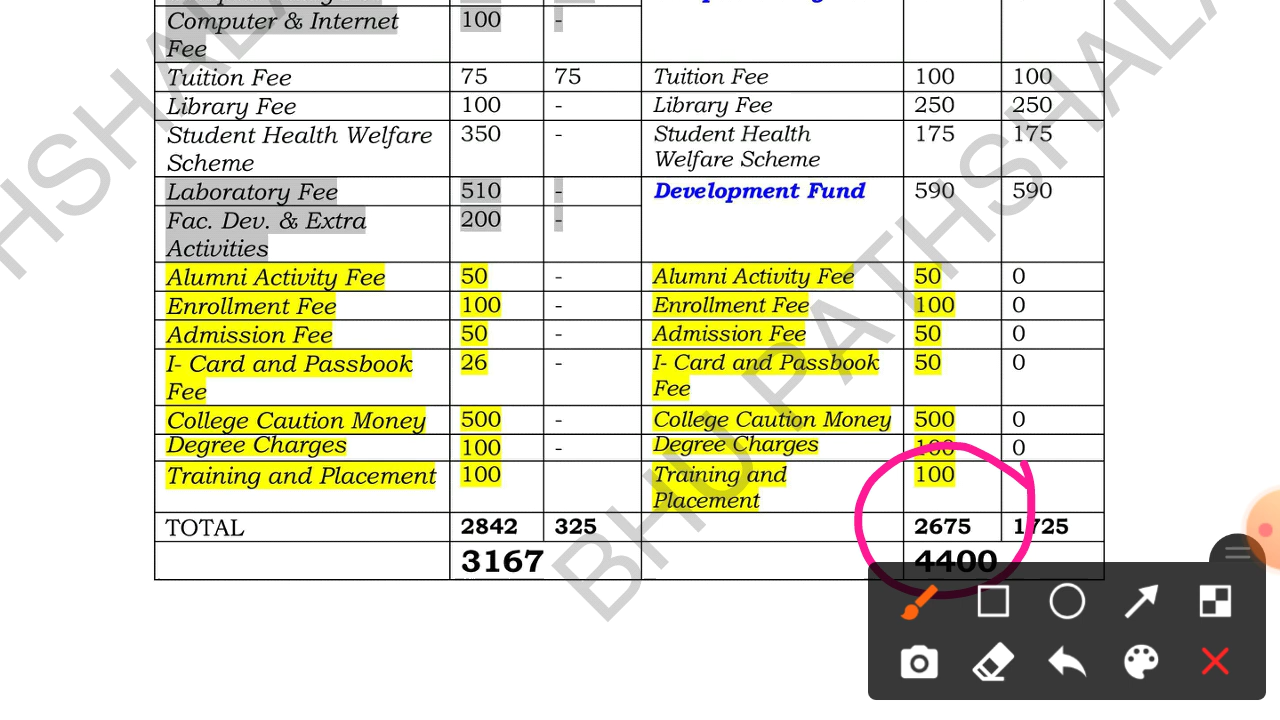 Computer & Internet 100 -
Fee
Tuition Fee 75 75 Tuition Fee 100 100
Library Fee 100 - Library Fee 250 250
Student Health Welfare 350 - Student Health 175 175
Scheme Welfare Scheme
Laboratory Fee 510 - Development Fund 590 590
Fac. Dev. & Extra 200 -
Activities
Alumni Activity Fee 50 - Alumni Activity Fee 50 0
Enrollment Fee 100 - Enrollment Fee 100 0
Admission Fee 50 - Admission Fee 50 0
I- Card and Passbook 26 - I- Card and Passbook 50 0
Fee Fee
College Caution Money 500 - College Caution Money 500 0
Degree Charges 100 - Degree Charges 100 0
Training and Placement 100 Training and 100
Placement
TOTAL 2842 325 2675 1725
3167 4400
BHU PATHSHALA